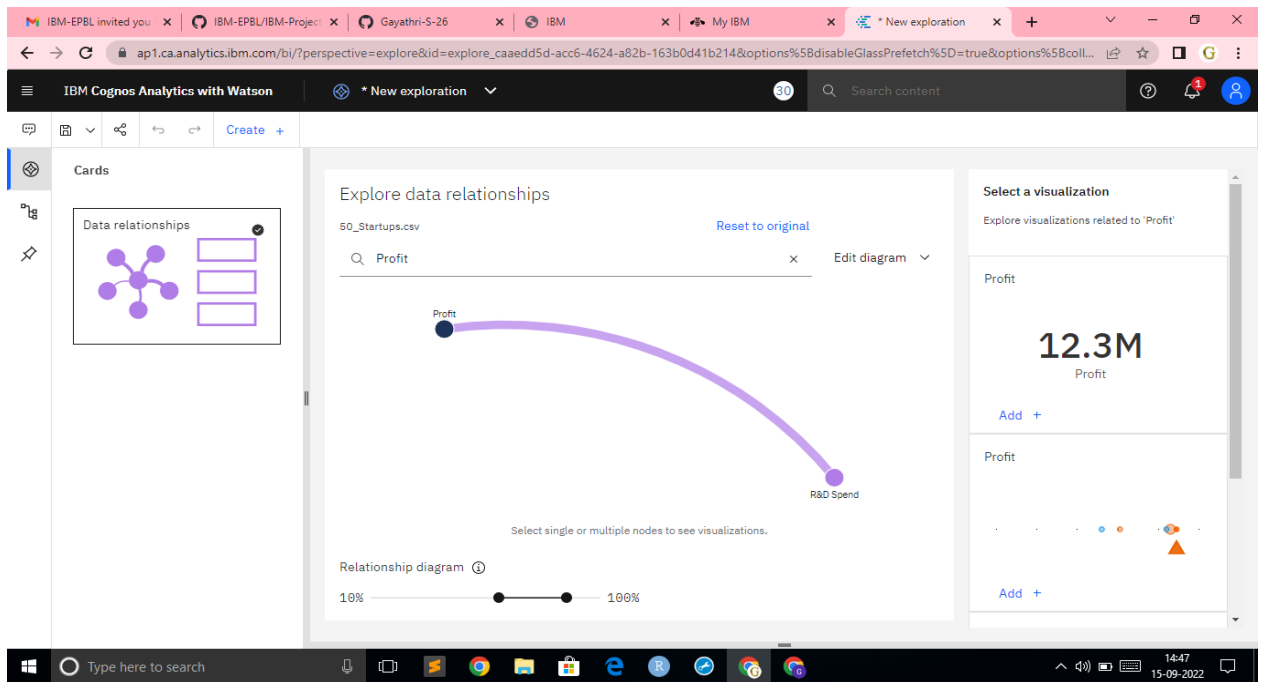 IBM-EPBL invited you
IBM-EPBL/IBM-Project
Gayathri-S-26
IBM
My IBM
* New exploration
ap1.ca.analytics.ibm.com/bi/?perspective=explore&id=explore_caaedd5d-acc6-4624-a82b-163b0d41b214&options%5BdisableGlassPrefetch%5D=true&options%5Bcoll...
G
IBM Cognos Analytics with Watson
* New exploration
30
Search content
1
Create +
Cards
Data relationships
Explore data relationships
50_Startups.csv
Reset to original
Profit
Edit diagram
Profit
R&D Spend
Select single or multiple nodes to see visualizations.
Relationship diagram
10%
100%
Select a visualization
Explore visualizations related to 'Profit'
Profit
12.3M
Profit
Add +
Profit
Add +
Type here to search
14:47
15-09-2022